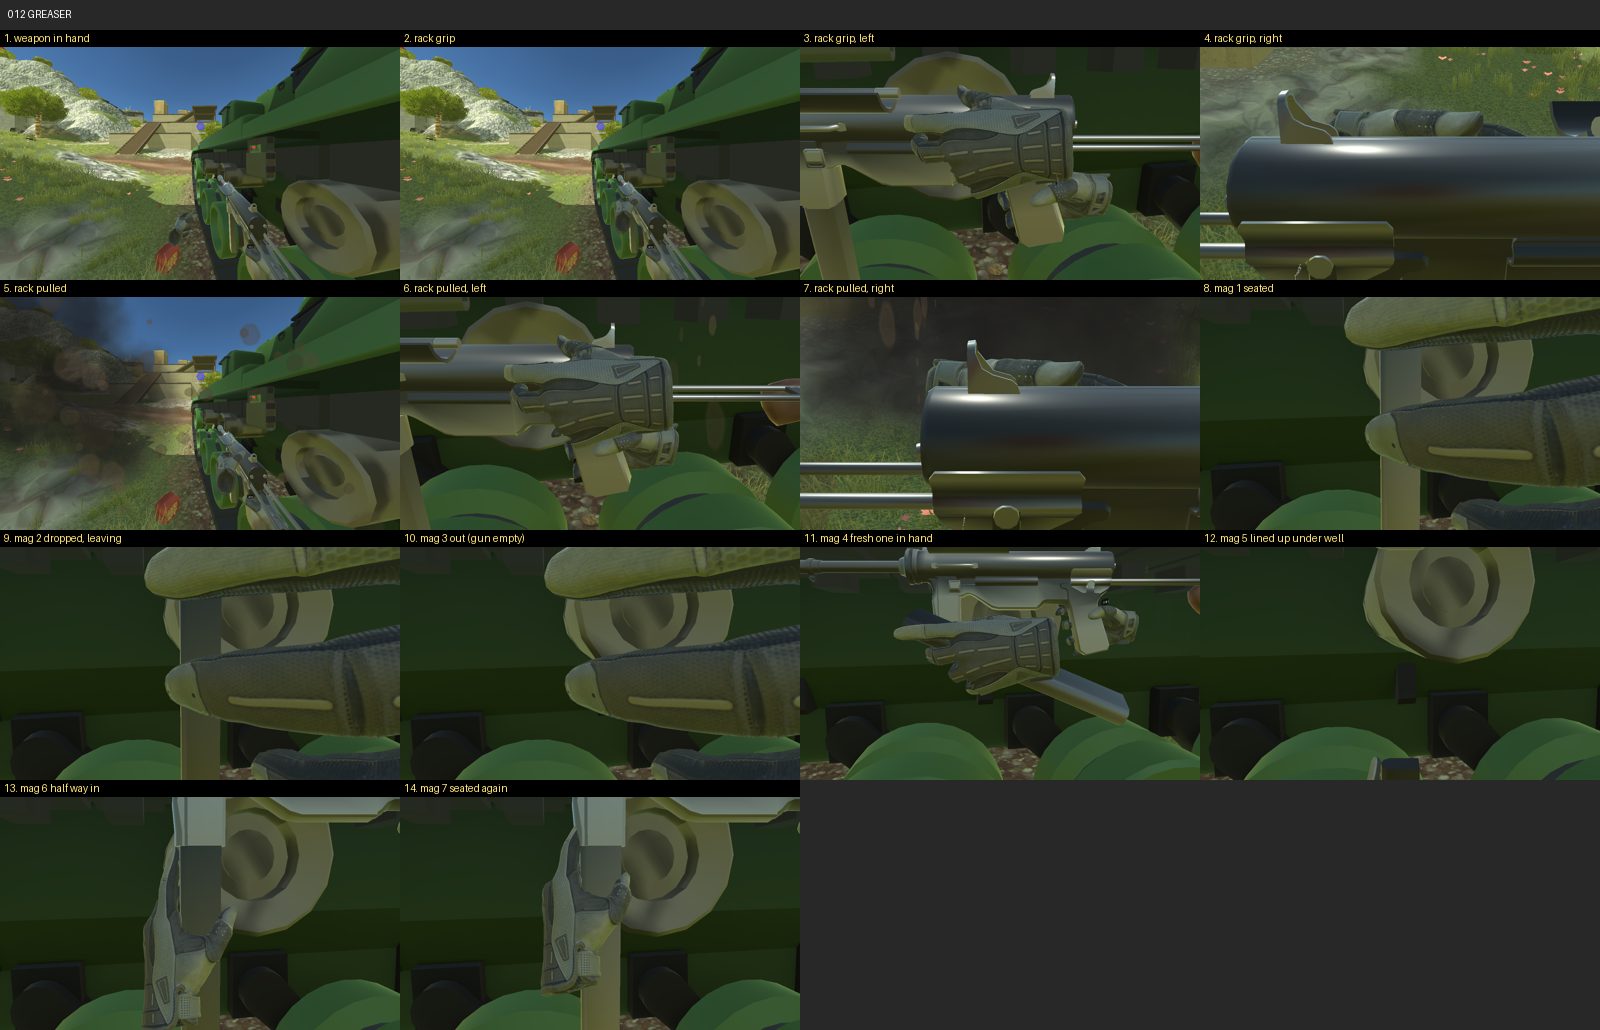 012 GREASER
1. weapon in hand
2. rack grip
3. rack grip, left
4. rack grip, right
5. rack pulled
6. rack pulled, left
7. rack pulled, right
8. mag 1 seated
9. mag 2 dropped, leaving
10. mag 3 out (gun empty)
11. mag 4 fresh one in hand
12. mag 5 lined up under well
13. mag 6 half way in
14. mag 7 seated again